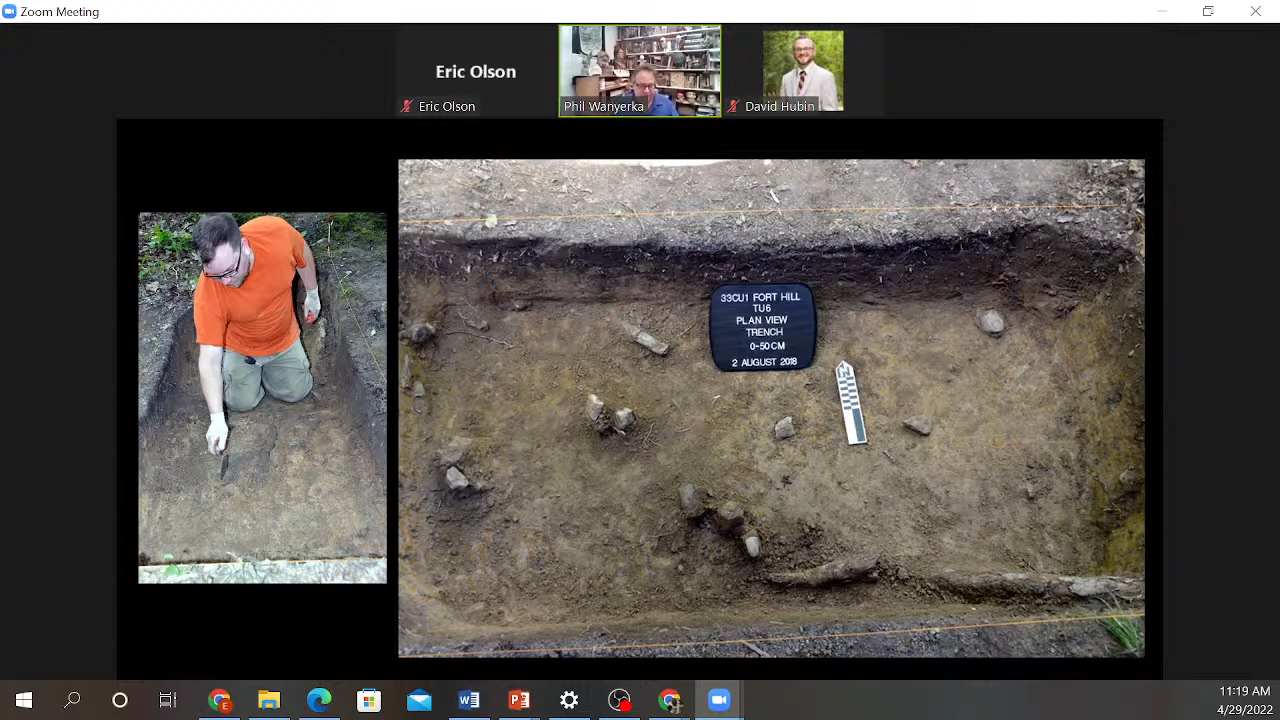 Zoom Meeting
Eric Olson
Eric Olson
Phil Wanyerka
David Hubin
33CU1 FORT HILL
TU6
PLAN VIEW
TRENCH
0-50CM
2 AUGUST 2018
N
E
W
P
11:19 AM
4/29/2022